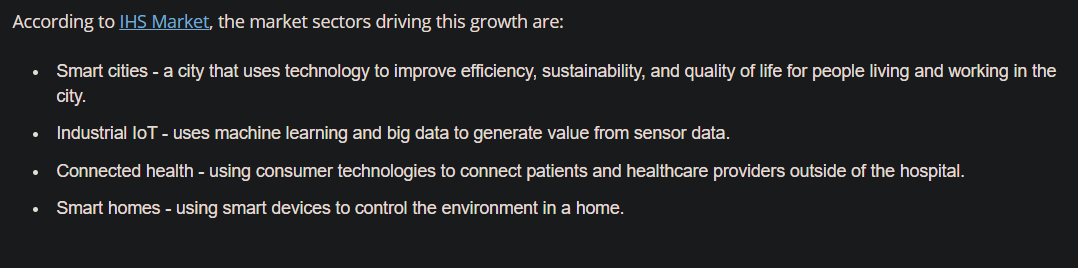 According to IHS Market, the market sectors driving this growth are:
• Smart cities - a city that uses technology to improve efficiency, sustainability, and quality of life for people living and working in the
city.
• Industrial IoT - uses machine learning and big data to generate value from sensor data.
• Connected health - using consumer technologies to connect patients and healthcare providers outside of the hospital.
• Smart homes - using smart devices to control the environment in a home.